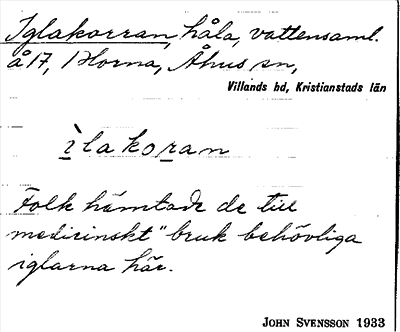 Iglakorran, håla, vattensaml.
å 17, Horna, Åhus sn,
Villands hd, Kristianstads län
ìlakoran
Folk hämtade de till
medicinskt" bruk behövliga
iglarna här.
JOHN SVENSSON 1933